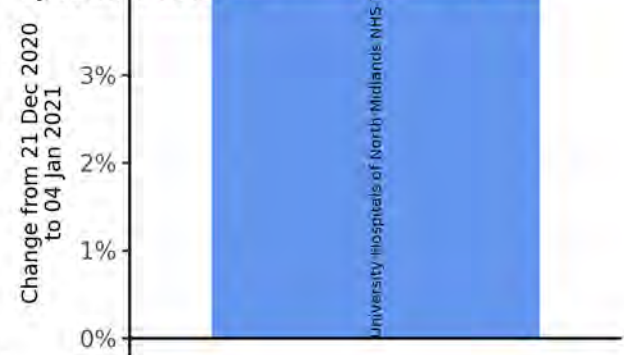 Change from 21 Dec 2020
to 04 Jan 2021
3%
2%
1%
0%
University Hospitals of North Midlands NHS